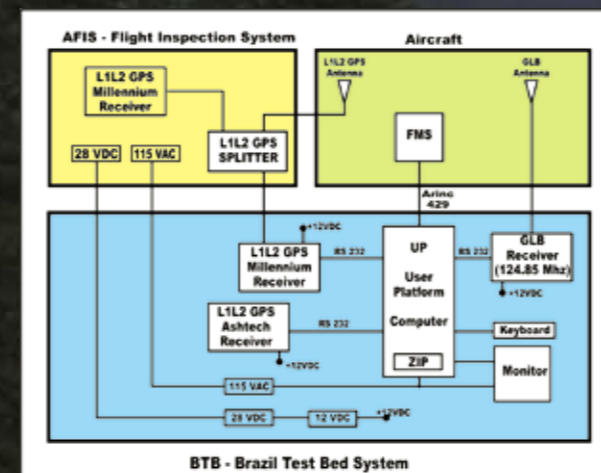 AFIS - Flight Inspection System
Aircraft
L1L2 GPS
Millennium
Receiver
28 VDC
115 VAC
L1L2 GPS
SPLITTER
L1L2 GPS
Antenna
GLB
Antenna
FMS
Arinc
429
+12VDC
L1L2 GPS
Millennium
Receiver
RS 232
UP
User
Platform
Computer
ZIP
RS 232
GLB
Receiver
(124.85 Mhz)
+12VDC
L1L2 GPS
Ashtech
Receiver
RS 232
+12VDC
Keyboard
Monitor
115 VAC
28 VDC
12 VDC
+12VDC
BTB - Brazil Test Bed System